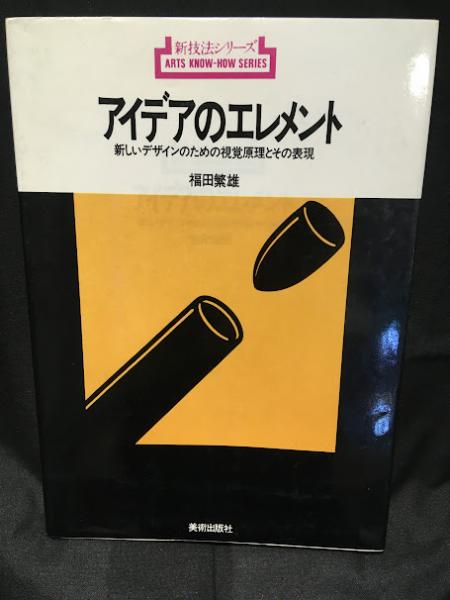 新技法シリーズ
ARTS KNOW-HOW SERIES
アイデアのエレメント
新しいデザインのための視覚原理とその表現
福田繁雄
美術出版社